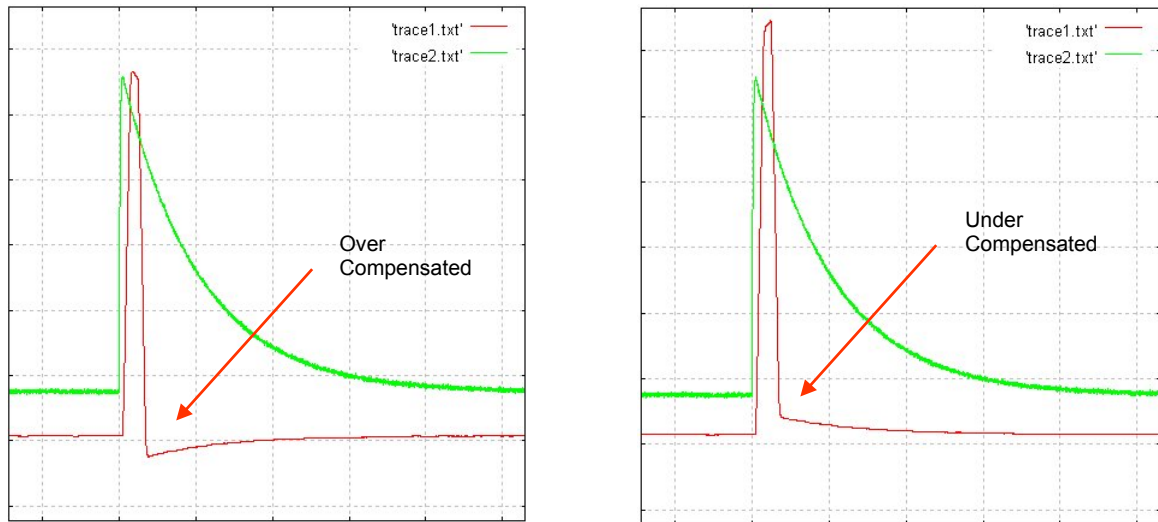 'trace1.txt'
'trace2.txt'
Over
Compensated
'trace1.txt'
'trace2.txt'
Under
Compensated